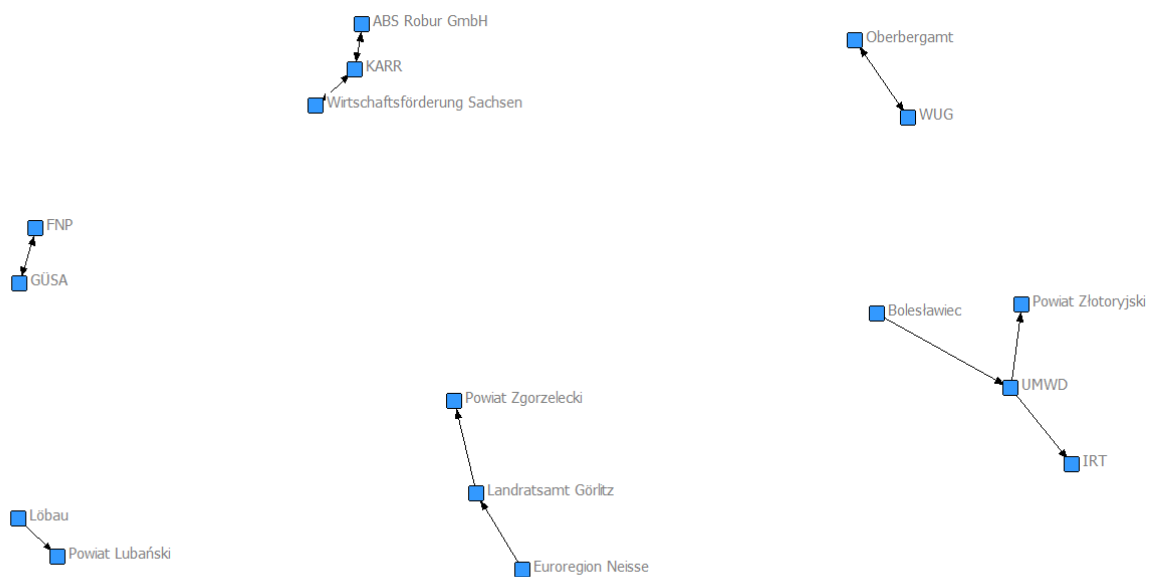 ABS Robur GmbH
Oberbergamt
KARR
Wirtschaftsförderung Sachsen
WUG
FNP
GÜSA
Powiat Złotoryjski
Bolesławiec
UMWD
Powiat Zgorzelecki
IRT
Landratsamt Görlitz
Löbau
Powiat Lubański
Euroregion Neisse